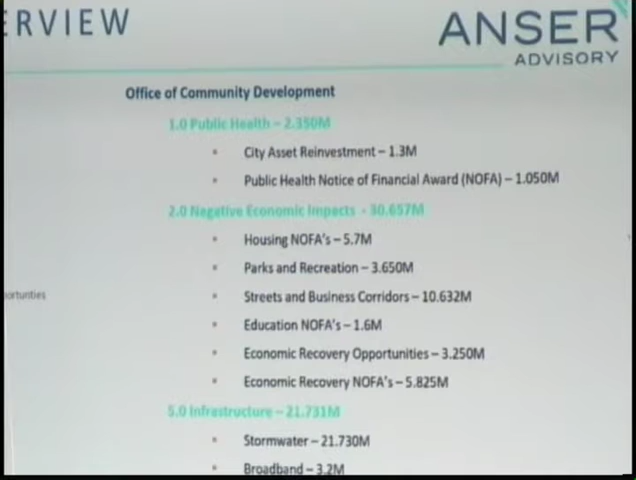 ERVIEW
ANSER
ADVISORY
Office of Community Development
1.0 Public Health – 2.350M
• City Asset Reinvestment – 1.3M
• Public Health Notice of Financial Award (NOFA) – 1.050M
2.0 Negative Economic Impacts - 30.657M
• Housing NOFA's – 5.7M
• Parks and Recreation – 3.650M
ortunities
• Streets and Business Corridors – 10.632M
• Education NOFA's – 1.6M
• Economic Recovery Opportunities – 3.250M
• Economic Recovery NOFA's – 5.825M
5.0 Infrastructure – 21.731M
• Stormwater – 21.730M
• Broadband – 3.2M